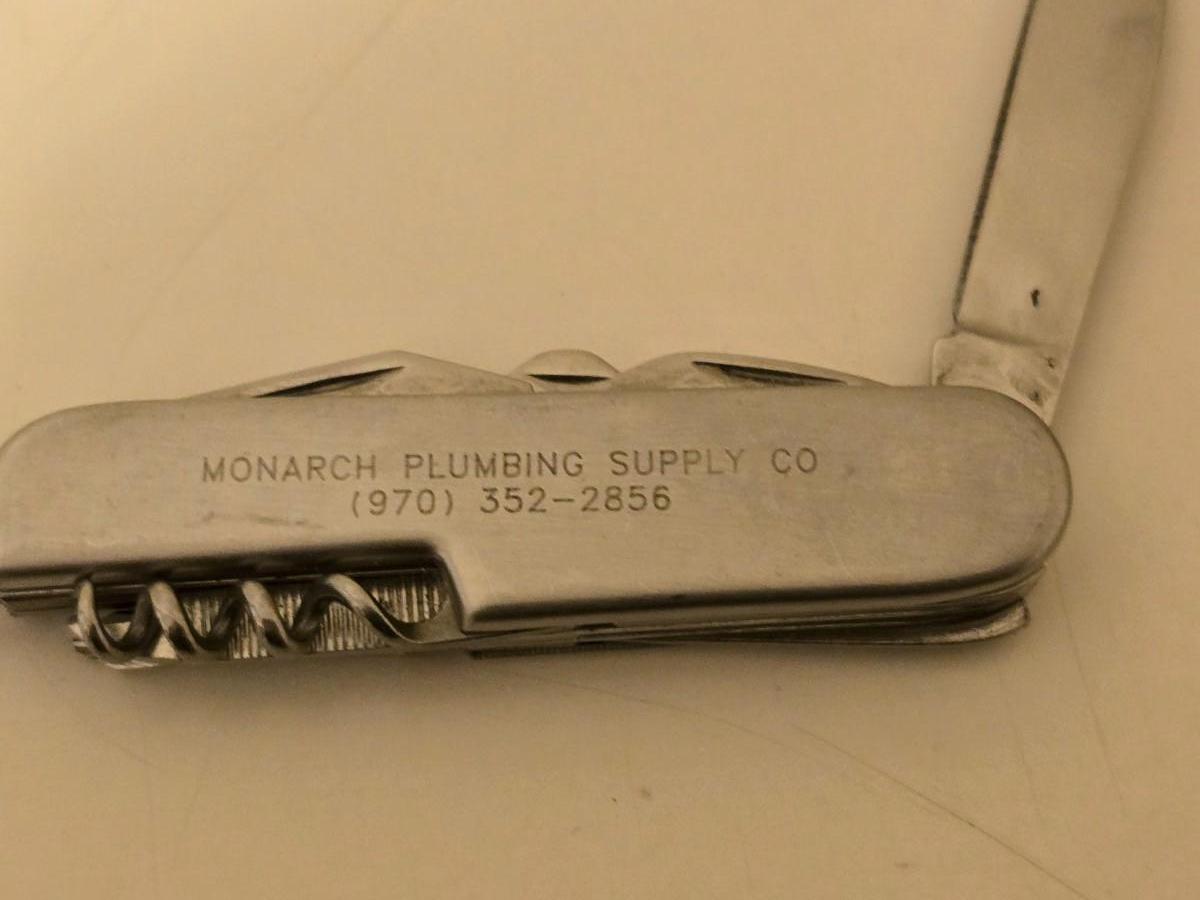 MONARCH PLUMBING SUPPLY CO
(970) 352-2856